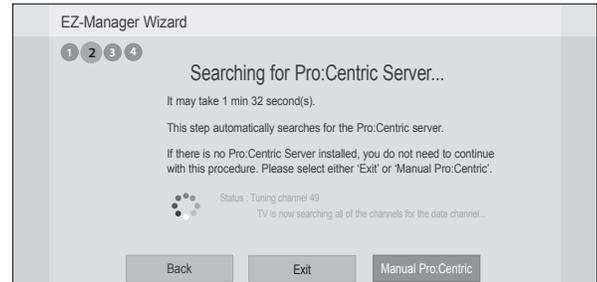 EZ-Manager Wizard
1 2 3 4
Searching for Pro:Centric Server...
It may take 1 min 32 second(s).
This step automatically searches for the Pro:Centric server.
If there is no Pro:Centric Server installed, you do not need to continue
with this procedure. Please select either ‘Exit’ or ‘Manual Pro:Centric’.
Status : Tuning channel 49
TV is now searching all of the channels for the data channel...
Back Exit Manual Pro:Centric